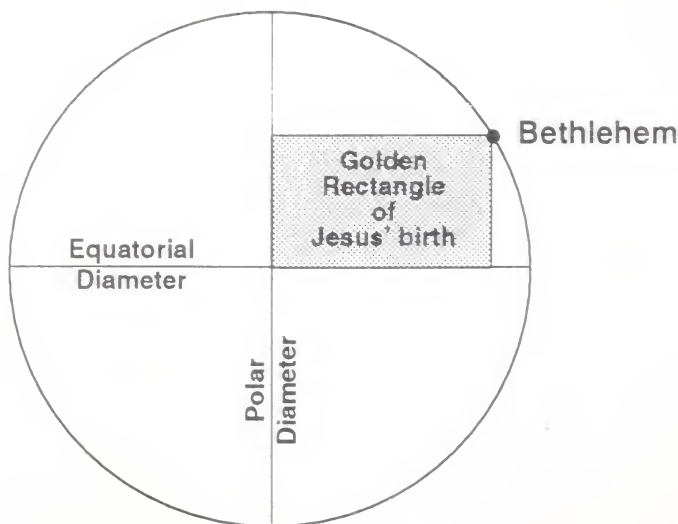 Bethlehem
Golden
Rectangle
of
Jesus' birth
Equatorial
Diameter
Polar
Diameter